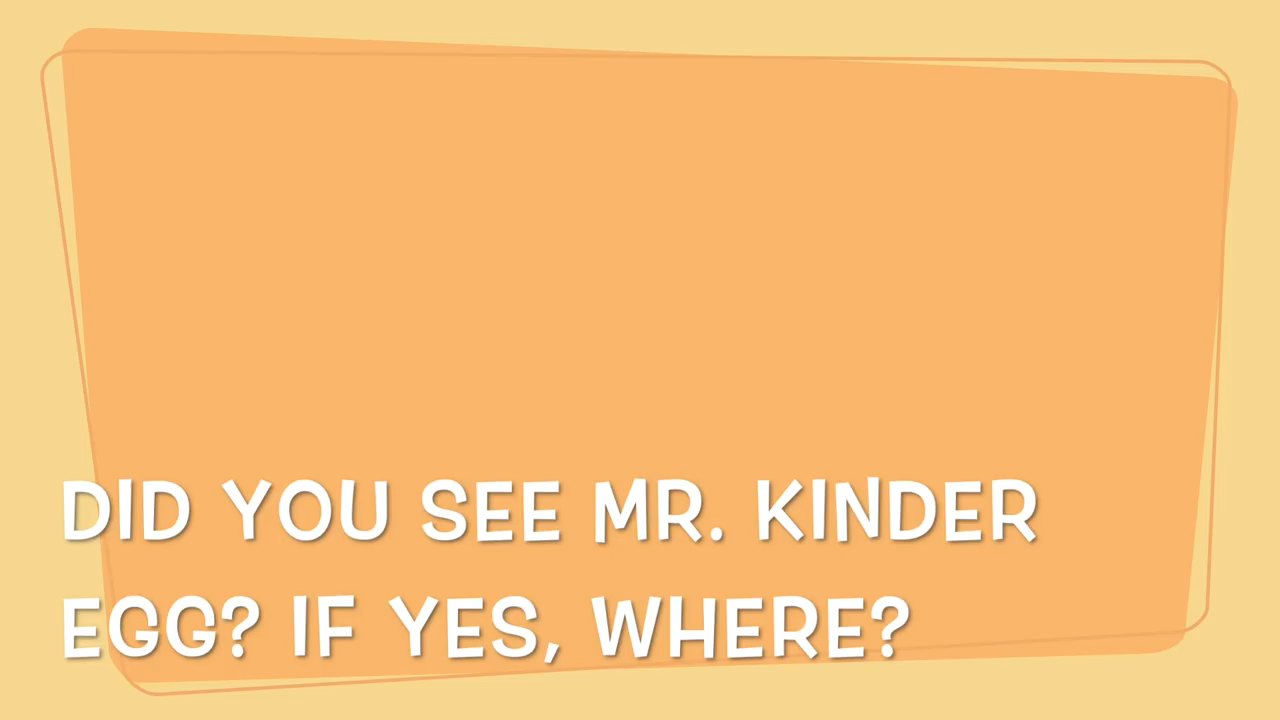 DID YOU SEE MR. KINDER
EGG? IF YES, WHERE?